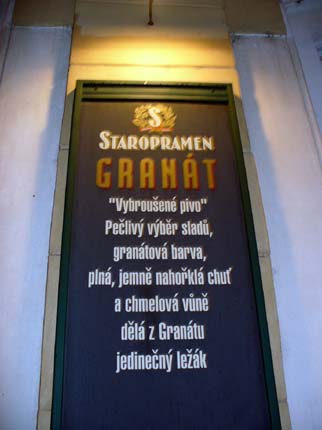 S
STAROPRAMEN
GRANÁT
"Vybroušené pivo"
Pečlivý výběr sladů,
granátová barva,
plná, jemně nahořklá chuť
a chmelová vůně
dělá z Granátu
jedinečný ležák